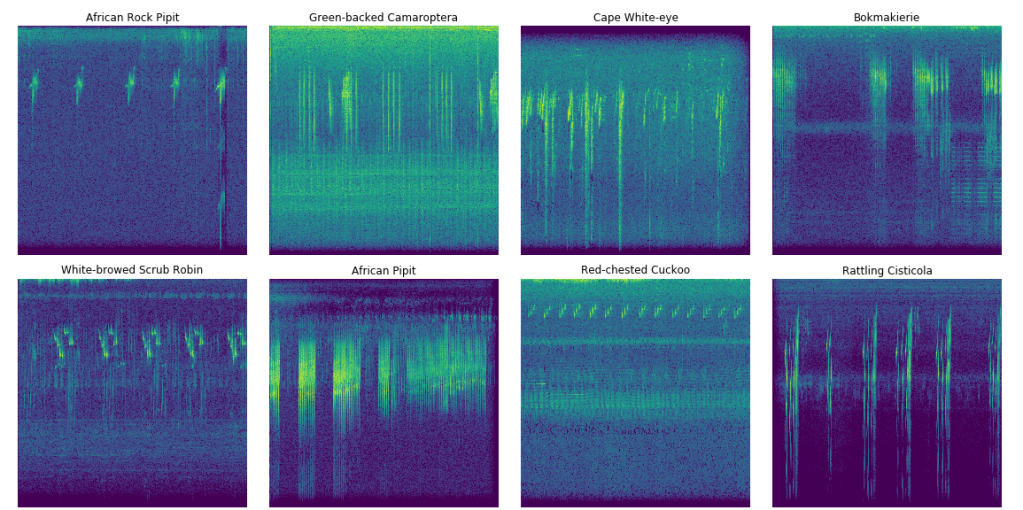 African Rock Pipit
Green-backed Camaroptera
Cape White-eye
Bokmakierie
White-browed Scrub Robin
African Pipit
Red-chested Cuckoo
Rattling Cisticola